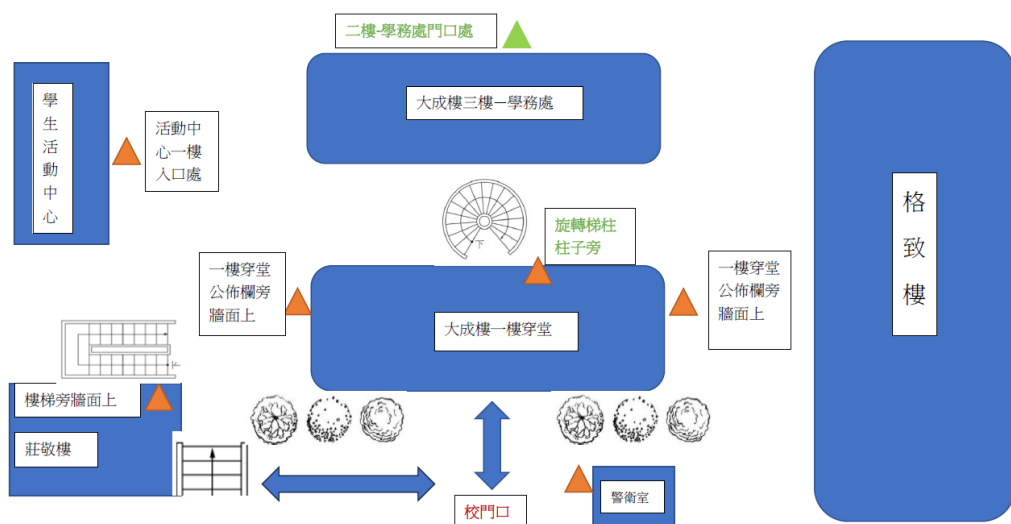 二樓-學務處門口處
學
生
活
動
中
心
活動中
心一樓
入口處
大成樓三樓－學務處
格
致
樓
下
旋轉梯柱
柱子旁
一樓穿堂
公佈欄旁
牆面上
一樓穿堂
公佈欄旁
牆面上
大成樓一樓穿堂
下
樓梯旁牆面上
莊敬樓
校門口
警衛室